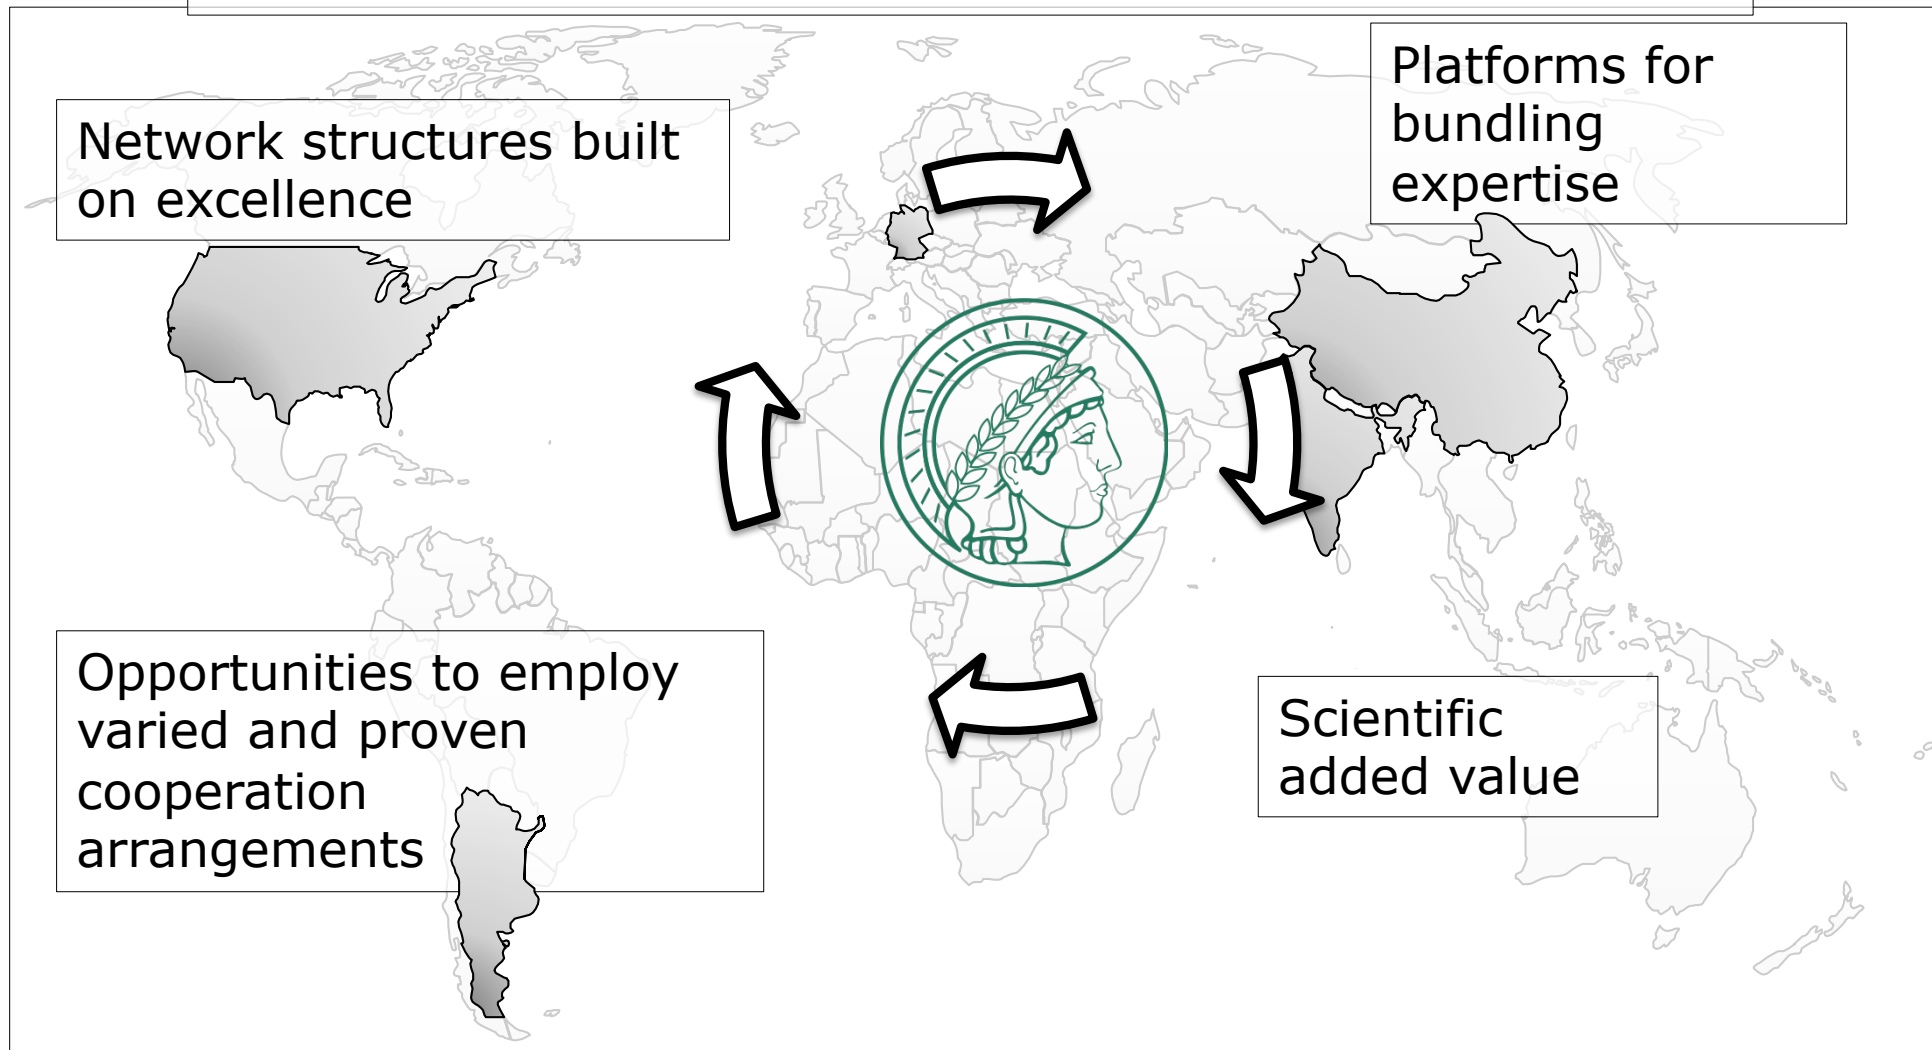 Network structures built
on excellence
Platforms for
bundling
expertise
Opportunities to employ
varied and proven
cooperation
arrangements
Scientific
added value